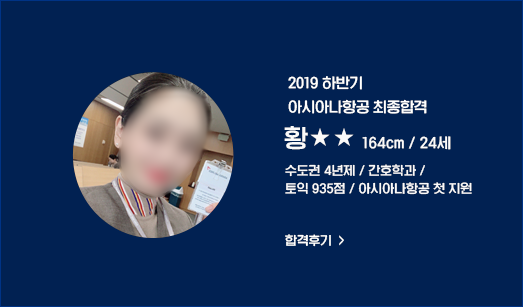 2019 하반기
아시아나항공 최종합격
황★★ 164cm / 24세
수도권 4년제 / 간호학과 /
토익 935점 / 아시아나항공 첫 지원
합격후기 >